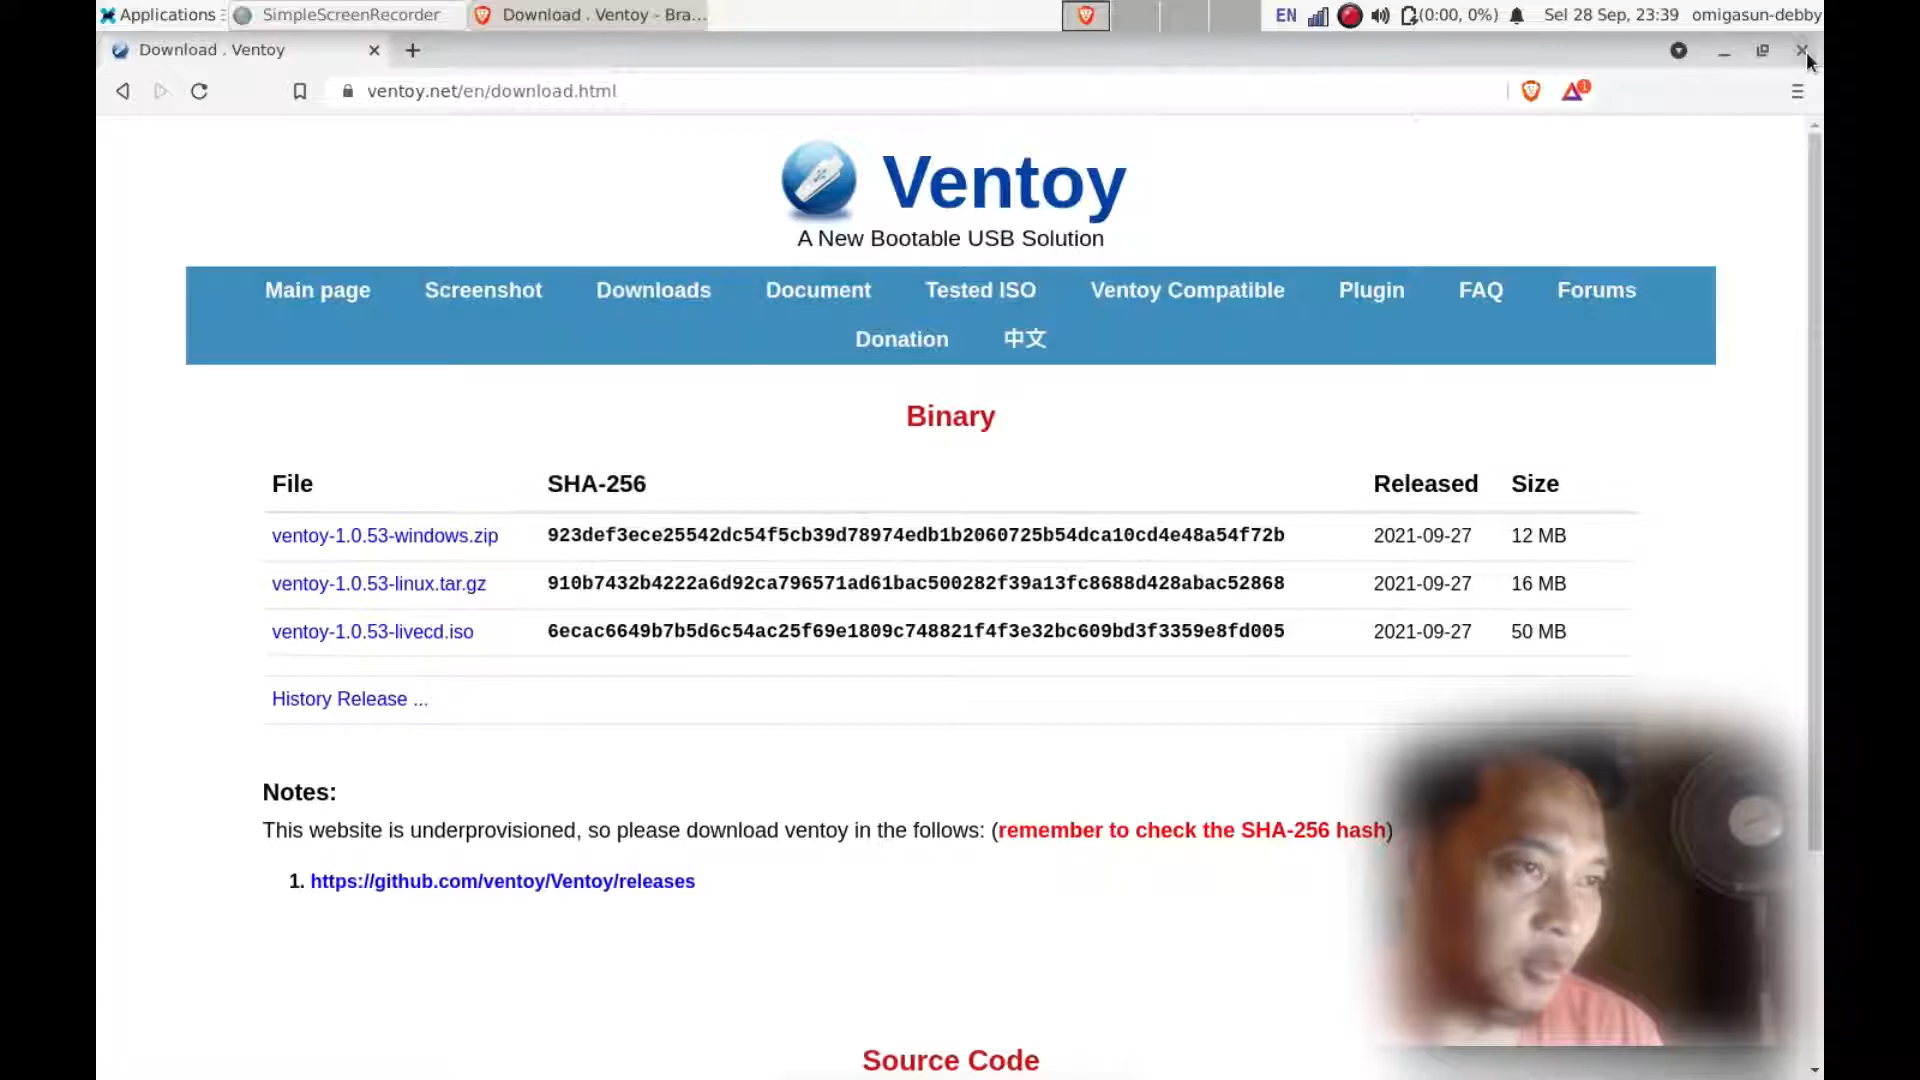 Applications SimpleScreenRecorder Download . Ventoy - Bra... EN (0:00, 0%) Sel 28 Sep, 23:39 omigasun-debby
Download . Ventoy
ventoy.net/en/download.html
1
Ventoy
A New Bootable USB Solution
Main page Screenshot Downloads Document Tested ISO Ventoy Compatible Plugin FAQ Forums
Donation 中文
Binary
File SHA-256 Released Size
ventoy-1.0.53-windows.zip 923def3ece25542dc54f5cb39d78974edb1b2060725b54dca10cd4e48a54f72b 2021-09-27 12 MB
ventoy-1.0.53-linux.tar.gz 910b7432b4222a6d92ca796571ad61bac500282f39a13fc8688d428abac52868 2021-09-27 16 MB
ventoy-1.0.53-livecd.iso 6ecac6649b7b5d6c54ac25f69e1809c748821f4f3e32bc609bd3f3359e8fd005 2021-09-27 50 MB
History Release ...
Notes:
This website is underprovisioned, so please download ventoy in the follows: (remember to check the SHA-256 hash)
1. https://github.com/ventoy/Ventoy/releases
Source Code